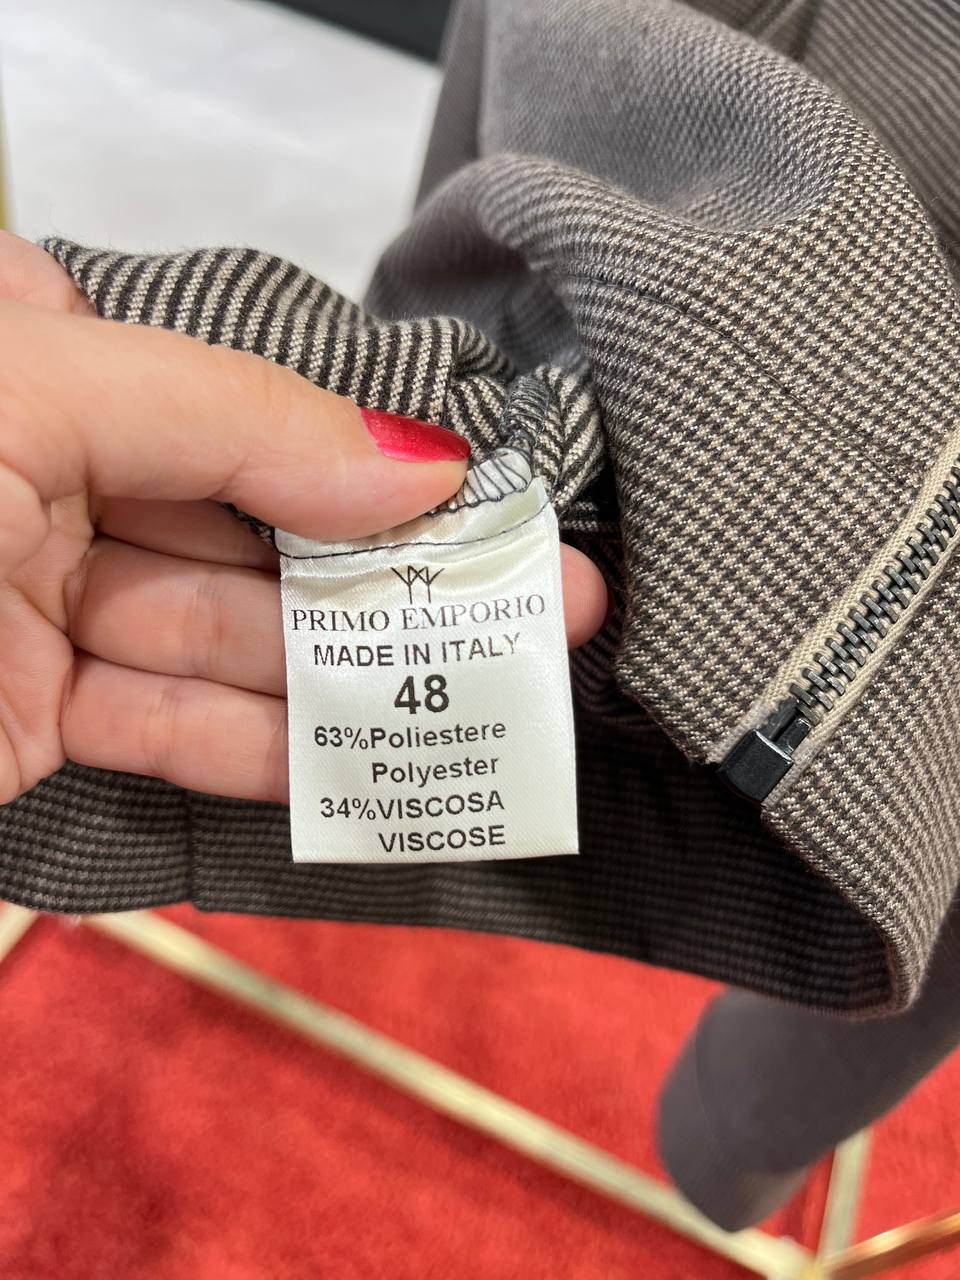 PRIMO EMPORIO
MADE IN ITALY
48
63%Poliestere
Polyester
34%VISCOSA
VISCOSE